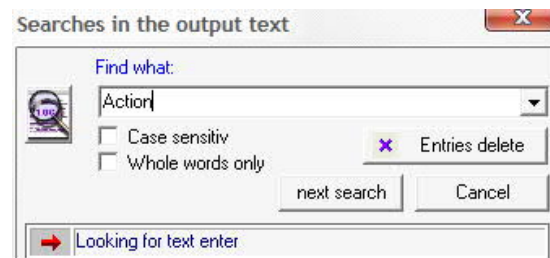 Searches in the output text
Find what:
Action
Case sensitiv
Entries delete
Whole words only
next search
Cancel
Looking for text enter